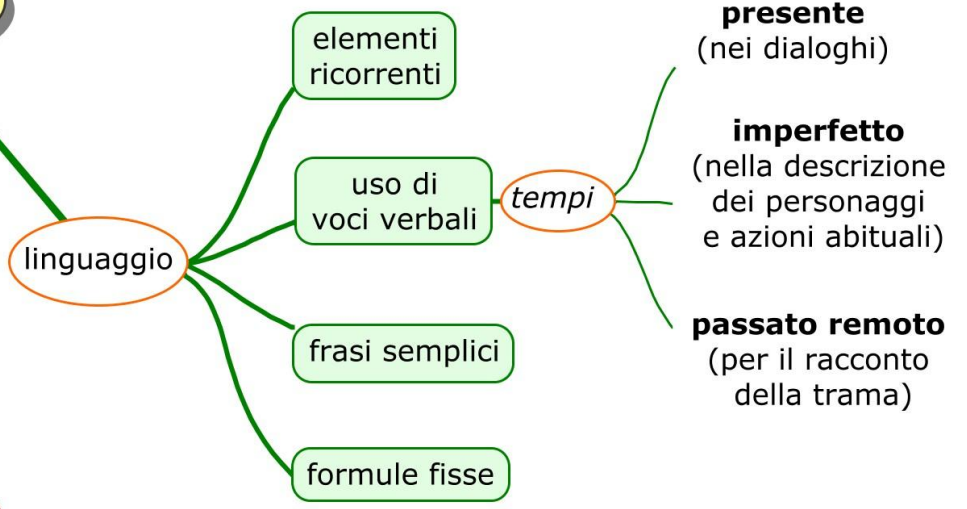 linguaggio
elementi
ricorrenti
uso di
voci verbali
tempi
presente
(nei dialoghi)
imperfetto
(nella descrizione
dei personaggi
e azioni abituali)
passato remoto
(per il racconto
della trama)
frasi semplici
formule fisse